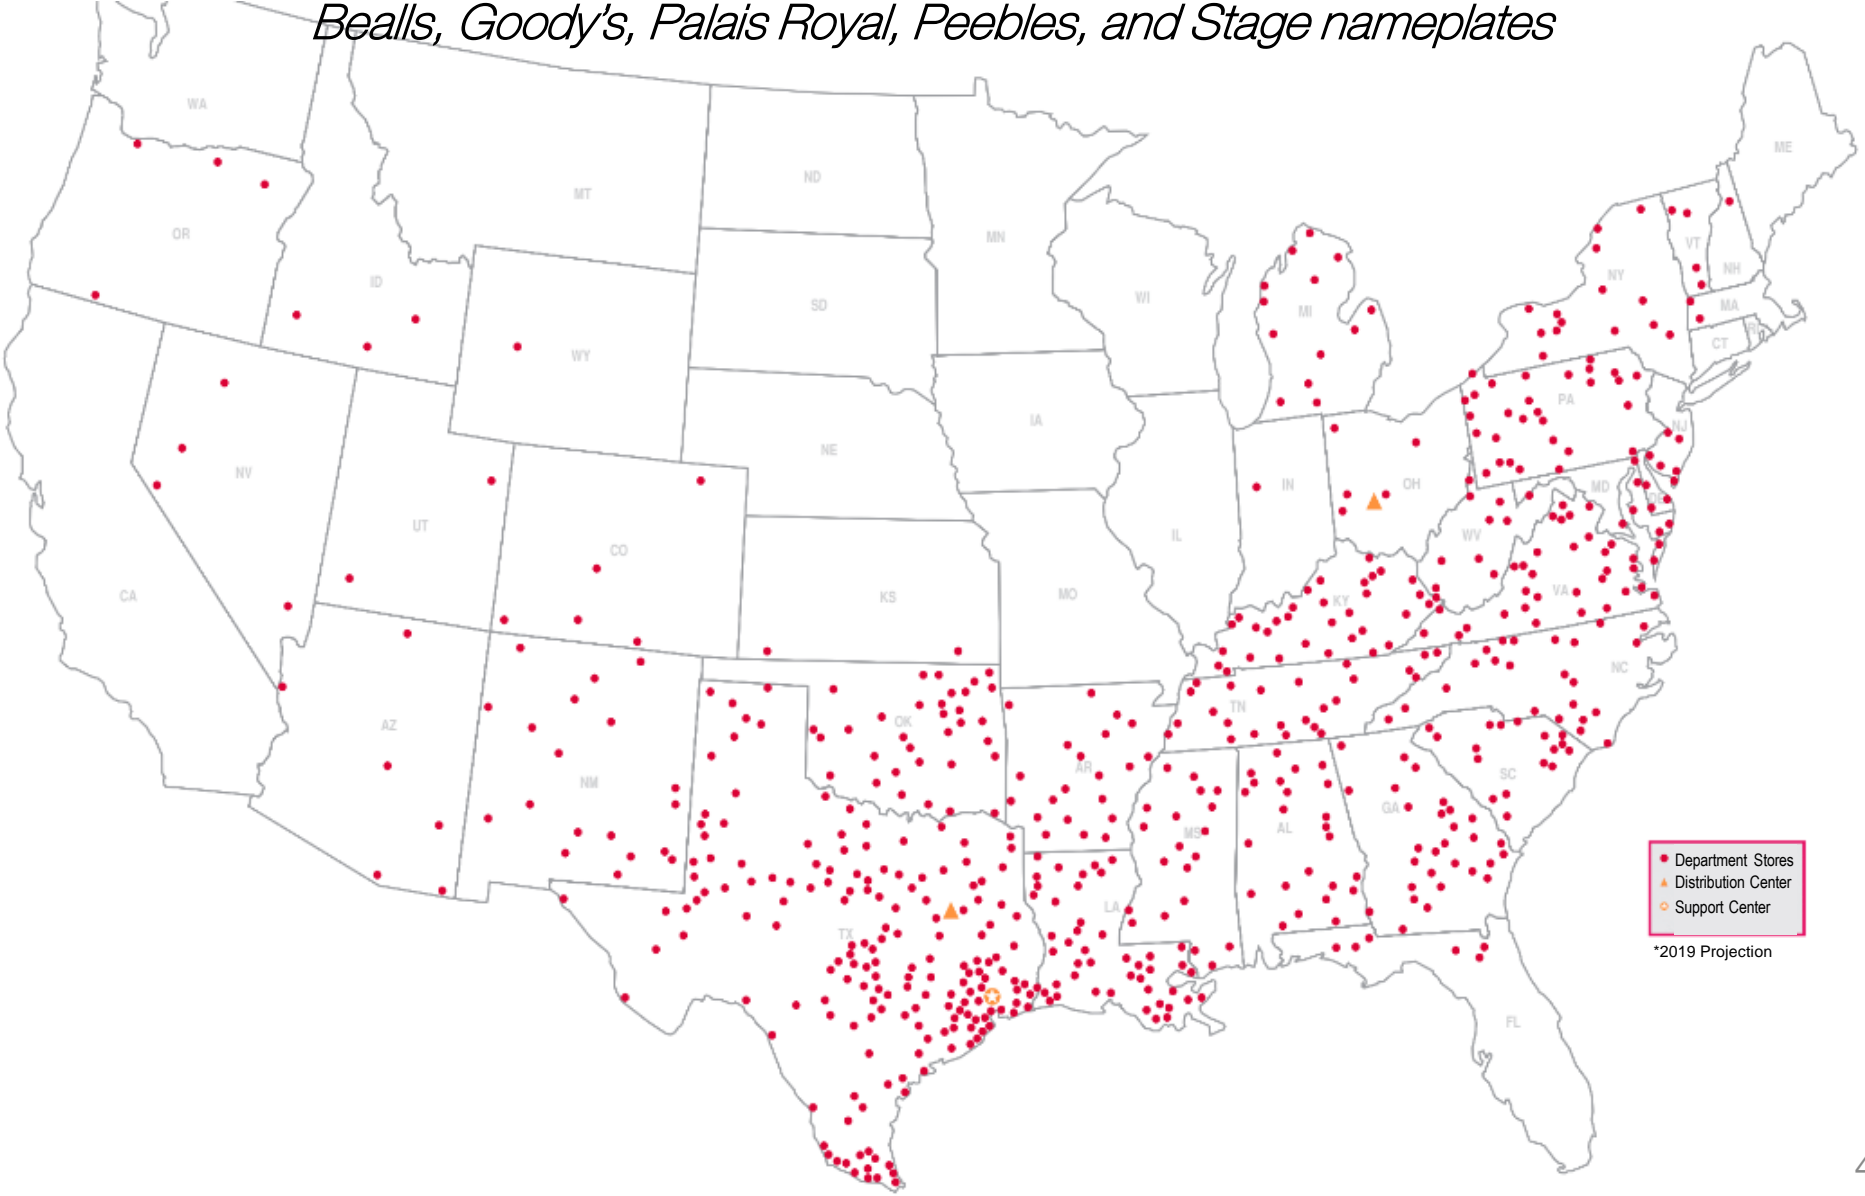 Bealls, Goody's, Palais Royal, Peebles, and Stage nameplates
WA
ME
MT
ND
OR
MN
VT
NH
NY
ID
SD
WI
MI
MA
RI
WY
CT
IA
PA
NE
NJ
NV
IN
OH
MD
DE
UT
CO
IL
WV
CA
KS
MO
KY
VA
NC
AZ
OK
TN
NM
AR
SC
GA
MS
AL
Department Stores
Distribution Center
LA
Support Center
TX
*2019 Projection
FL